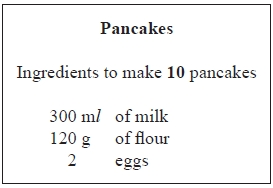 Pancakes
Ingredients to make 10 pancakes
300 ml of milk
120 g of flour
2 eggs